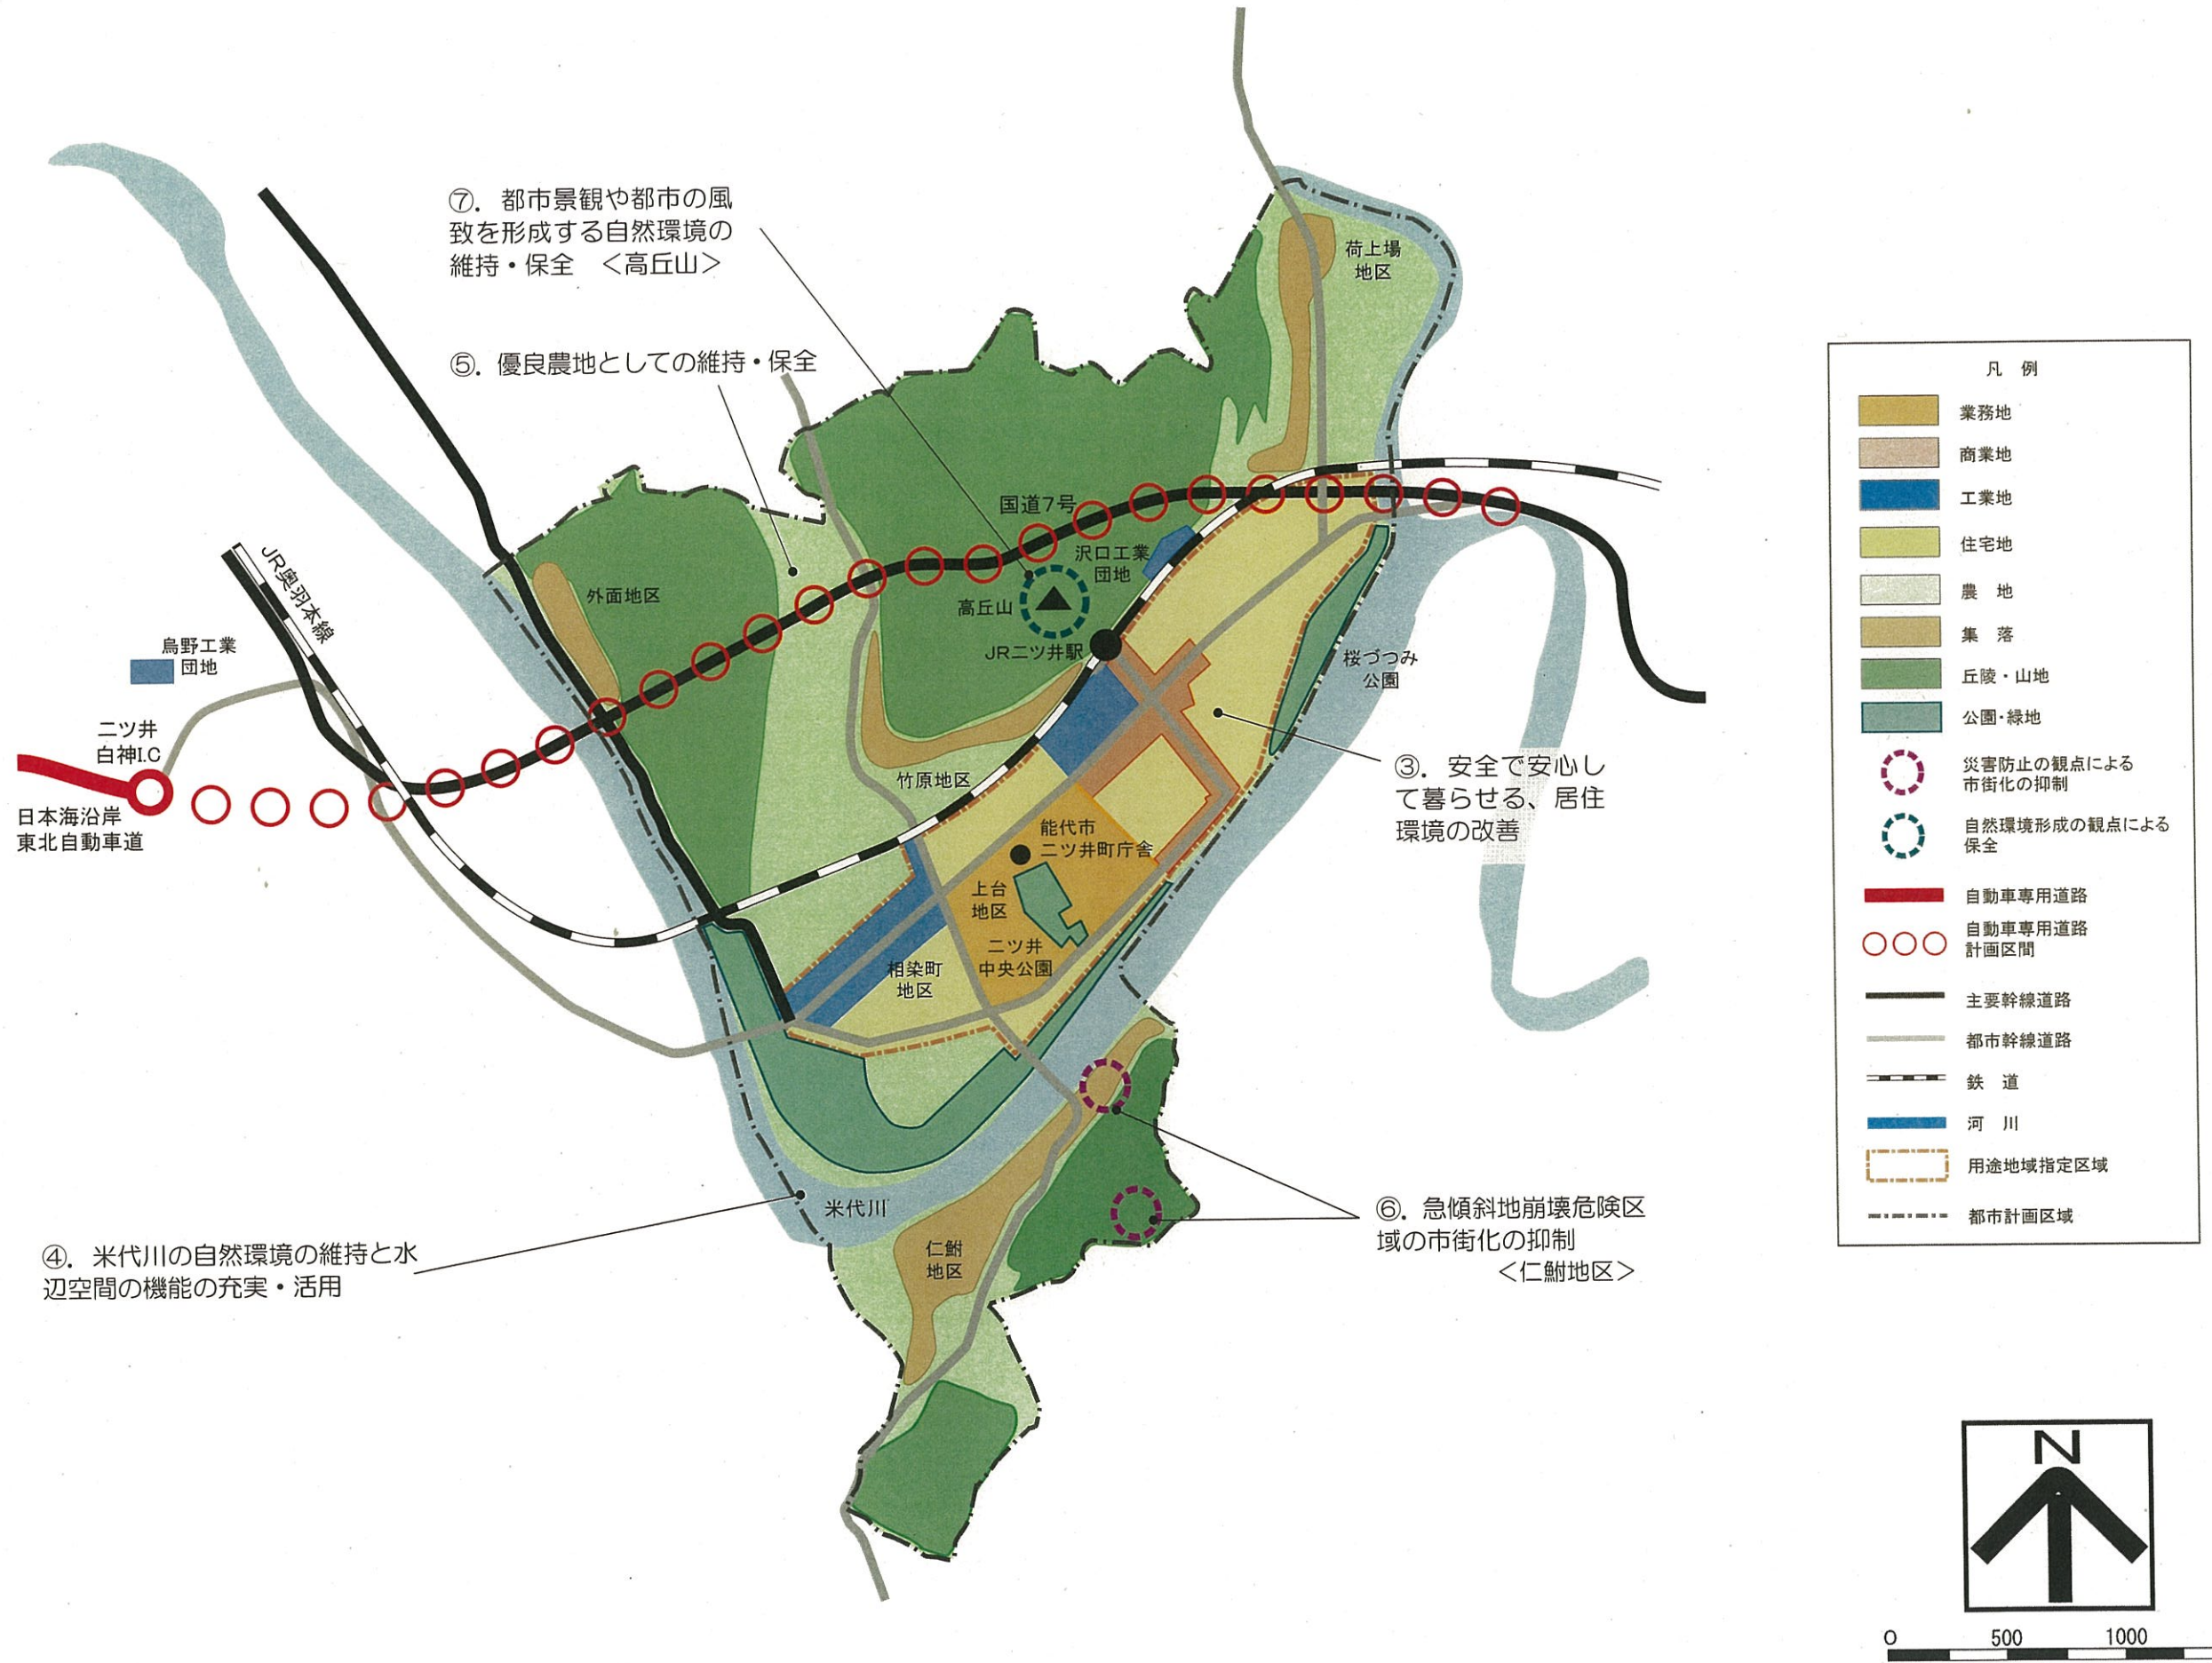 ⑦．都市景観や都市の風
致を形成する自然環境の
維持・保全　＜高丘山＞
⑤．優良農地としての維持・保全
荷上場
地区
国道7号
沢口工業
団地
高丘山
JR二ツ井駅
外面地区
JR奥羽本線
烏野工業
団地
二ツ井
白神I.C
日本海沿岸
東北自動車道
桜づつみ
公園
③．安全で安心し
て暮らせる、居住
環境の改善
竹原地区
能代市
二ツ井町庁舎
上台
地区
二ツ井
中央公園
相染町
地区
米代川
④．米代川の自然環境の維持と水
辺空間の機能の充実・活用
仁鮒
地区
⑥．急傾斜地崩壊危険区
域の市街化の抑制
＜仁鮒地区＞
凡　例
業務地
商業地
工業地
住宅地
農　地
集　落
丘陵・山地
公園・緑地
災害防止の観点による
市街化の抑制
自然環境形成の観点による
保全
自動車専用道路
自動車専用道路
計画区間
主要幹線道路
都市幹線道路
鉄　道
河　川
用途地域指定区域
都市計画区域
N
0 500 1000